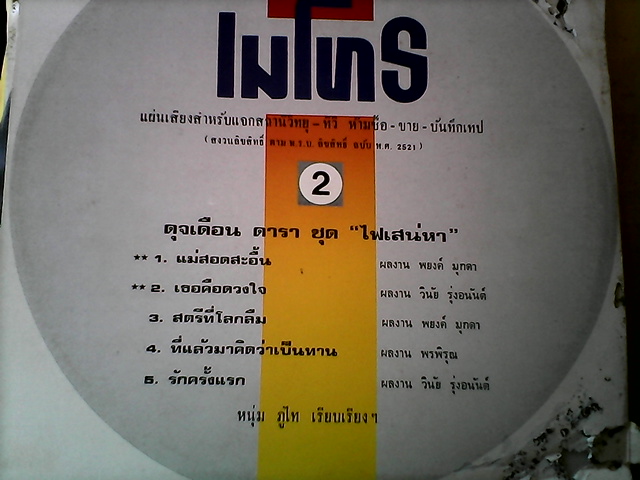 เมโทร
แผ่นเสียงสำหรับแจกสถานีวิทยุ - ทีวี ห้ามซื้อ - ขาย - บันทึกเทป
(สงวนลิขสิทธิ์ ตาม พ.ร.บ. ลิขสิทธิ์ ฉบับ พ.ศ. 2521)
2
ดุจเดือน ดารา ชุด "ไฟเสน่หา"
** 1. แม่สอดสะอื้น ผลงาน พยงค์ มุกดา
** 2. เธอคือดวงใจ ผลงาน วินัย รุ่งอนันต์
3. สตรีที่โลกลืม ผลงาน พยงค์ มุกดา
4. ที่แล้วมาคิดว่าเป็นทาน ผลงาน พรพิรุณ
5. รักครั้งแรก ผลงาน วินัย รุ่งอนันต์
หนุ่ม ภูไท เรียบเรียงฯ